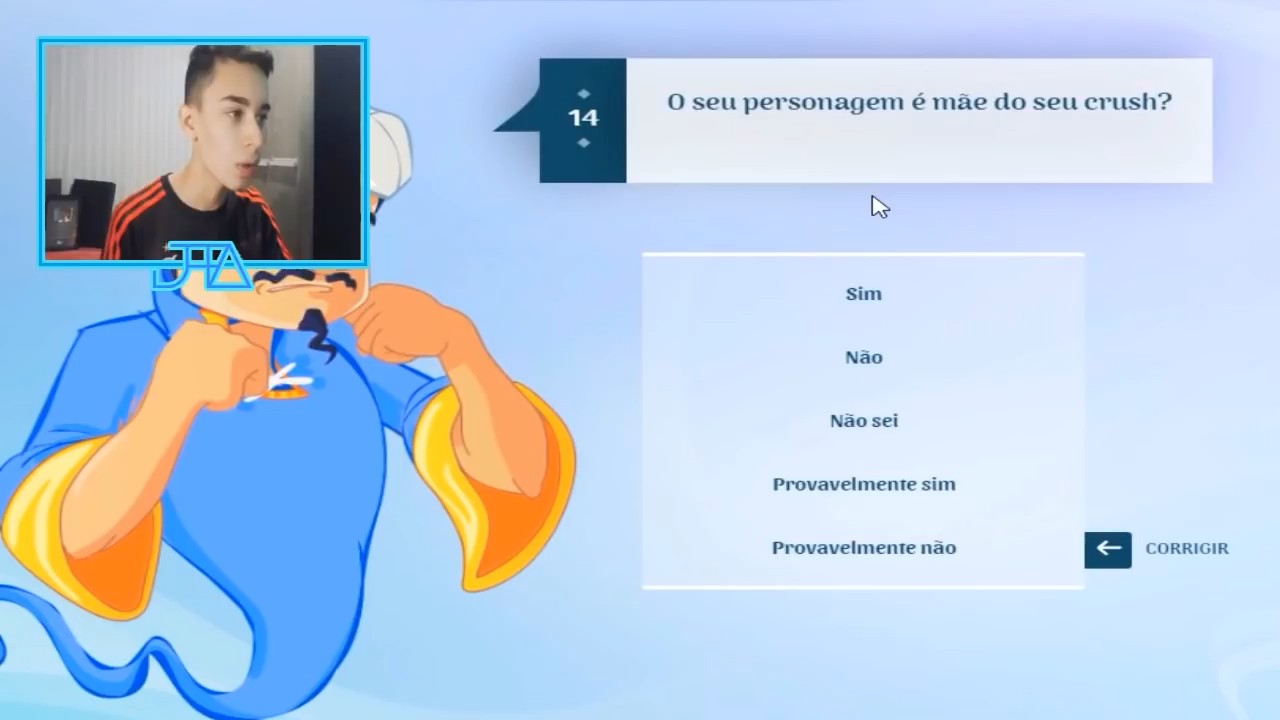 14
O seu personagem é mãe do seu crush?
Sim
Não
Não sei
Provavelmente sim
Provavelmente não
CORRIGIR
JTA